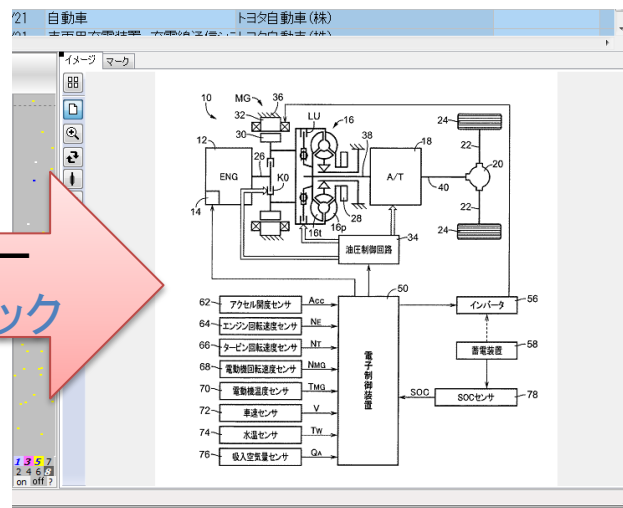 /21 自動車 トヨタ自動車(株)
イメージ マーク
10 MG 36
32
30
LU 16
12
ENG
26
K0
14
16t 16p
28
38
18
A/T
40
24
22
20
22
24
油圧制御回路 34
50
電子制御装置
62 アクセル開度センサ Acc
64 エンジン回転速度センサ NE
66 タービン回転速度センサ NT
68 電動機回転速度センサ NMG
70 電動機温度センサ TMG
72 車速センサ V
74 水温センサ TW
76 吸入空気量センサ QA
インバータ 56
蓄電装置 58
SOC SOCセンサ 78
ー
ック
1 3 5 7
2 4 6 8
on off ?